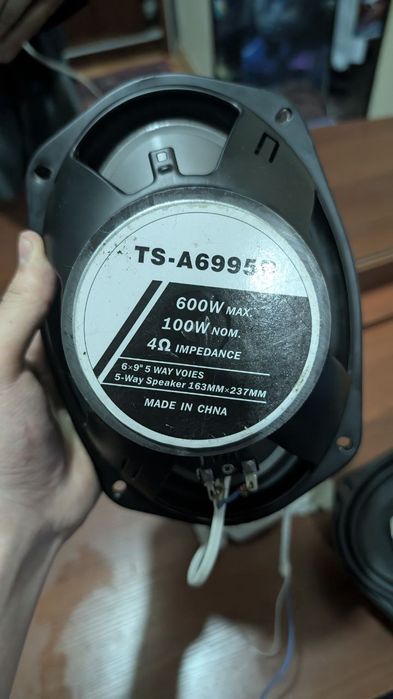 TS-A6995S
600W MAX.
100W NOM.
4Ω IMPEDANCE
6×9" 5 WAY VOIES
5-Way Speaker 163MM×237MM
MADE IN CHNA